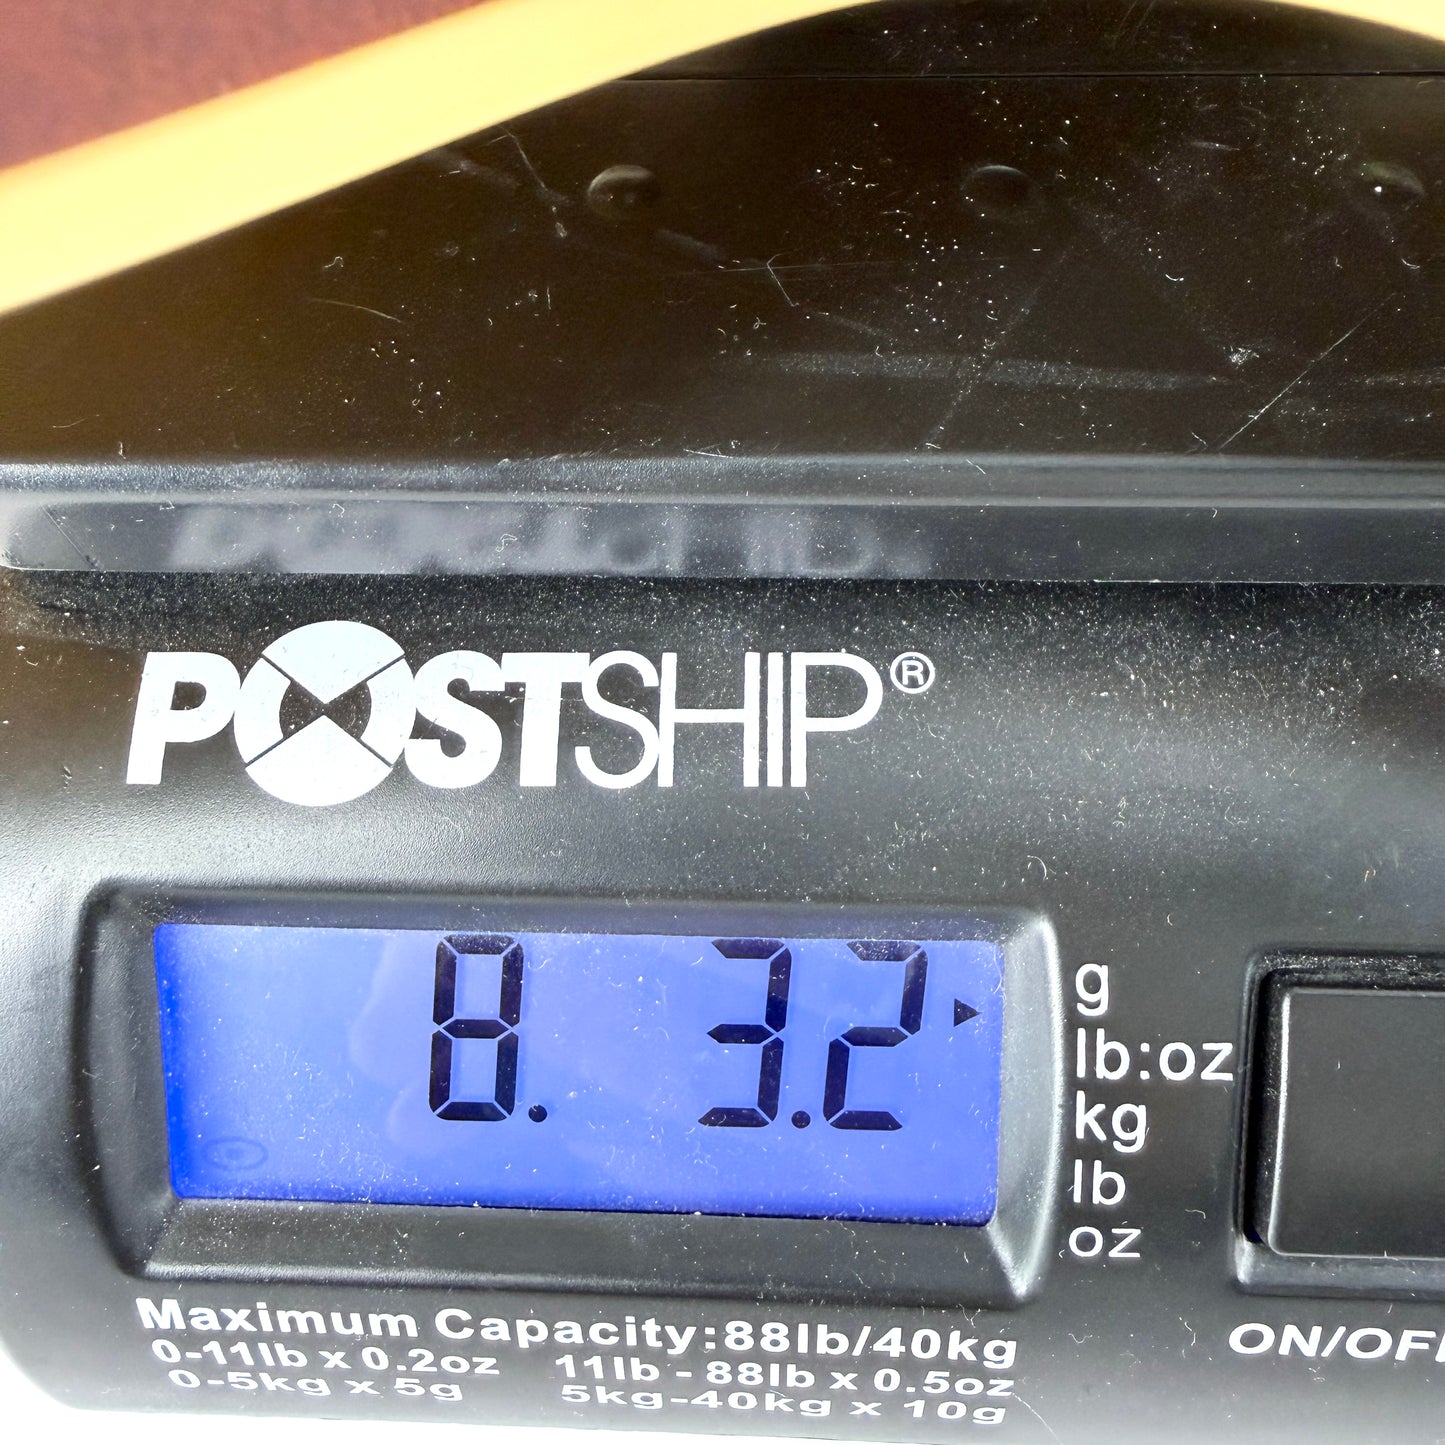 POSTSHIP®
8. 3.2
g
lb:oz
kg
lb
oz
ON/OF
Maximum Capacity:88lb/40kg
0-11lb x 0.2oz 11lb - 88lb x 0.5oz
0-5kg x 5g 5kg-40kg x 10g